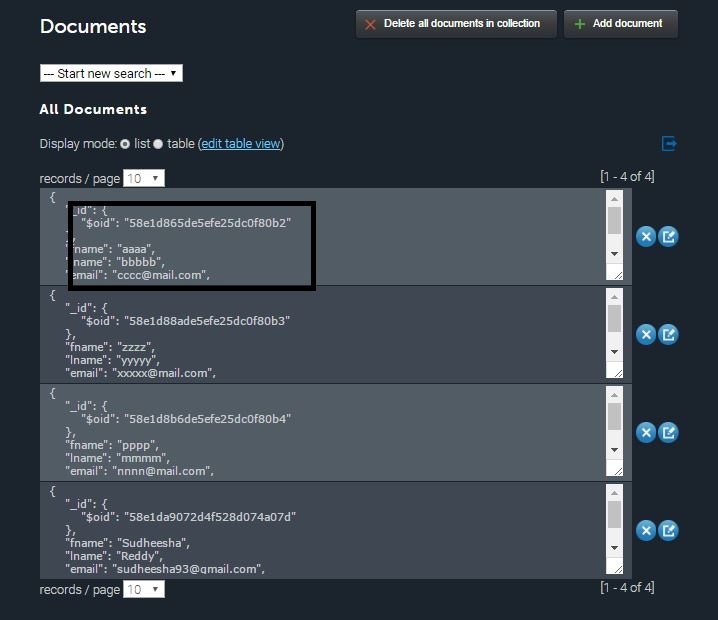 Documents
Delete all documents in collection
Add document
--- Start new search ---
All Documents
Display mode: list table (edit table view)
records / page 10 [1 - 4 of 4]
{
"_id": {
"$oid": "58e1d865de5efe25dc0f80b2"
},
"fname": "aaaa",
"lname": "bbbbb",
"email": "cccc@mail.com",
{
"_id": {
"$oid": "58e1d88ade5efe25dc0f80b3"
},
"fname": "zzzz",
"lname": "yyyyy",
"email": "xxxxx@mail.com",
{
"_id": {
"$oid": "58e1d8b6de5efe25dc0f80b4"
},
"fname": "pppp",
"lname": "mmmm",
"email": "nnnn@mail.com",
{
"_id": {
"$oid": "58e1da9072d4f528d074a07d"
},
"fname": "Sudheesha",
"lname": "Reddy",
"email": "sudheesha93@gmail.com",
records / page 10 [1 - 4 of 4]